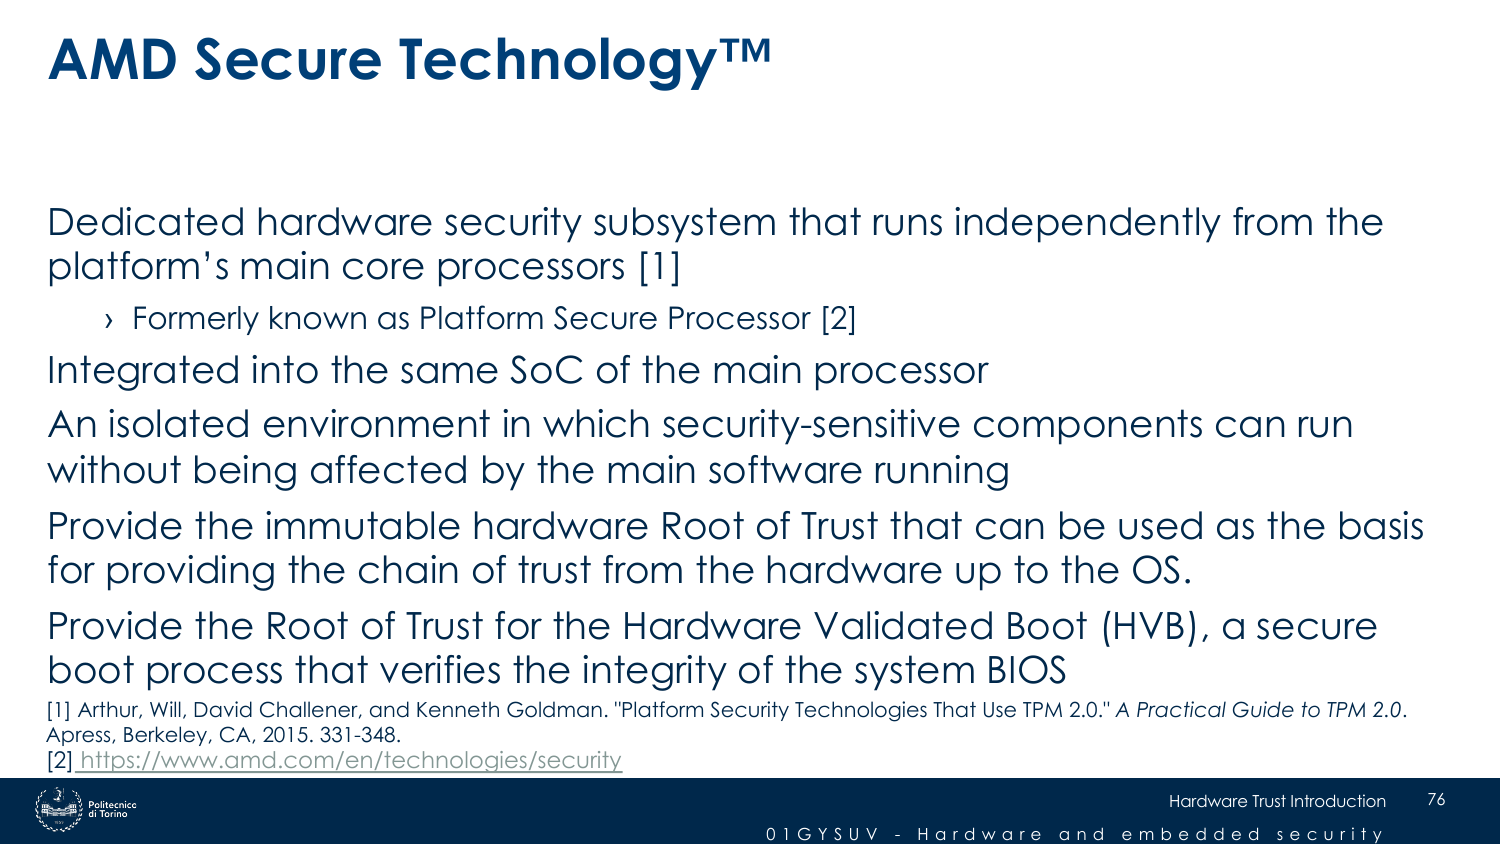 AMD Secure Technology™
Dedicated hardware security subsystem that runs independently from the
platform’s main core processors [1]
› Formerly known as Platform Secure Processor [2]
Integrated into the same SoC of the main processor
An isolated environment in which security-sensitive components can run
without being affected by the main software running
Provide the immutable hardware Root of Trust that can be used as the basis
for providing the chain of trust from the hardware up to the OS.
Provide the Root of Trust for the Hardware Validated Boot (HVB), a secure
boot process that verifies the integrity of the system BIOS
[1] Arthur, Will, David Challener, and Kenneth Goldman. "Platform Security Technologies That Use TPM 2.0." A Practical Guide to TPM 2.0.
Apress, Berkeley, CA, 2015. 331-348.
[2] https://www.amd.com/en/technologies/security
Politecnico
di Torino
Hardware Trust Introduction 76
01GYSUV - Hardware and embedded security